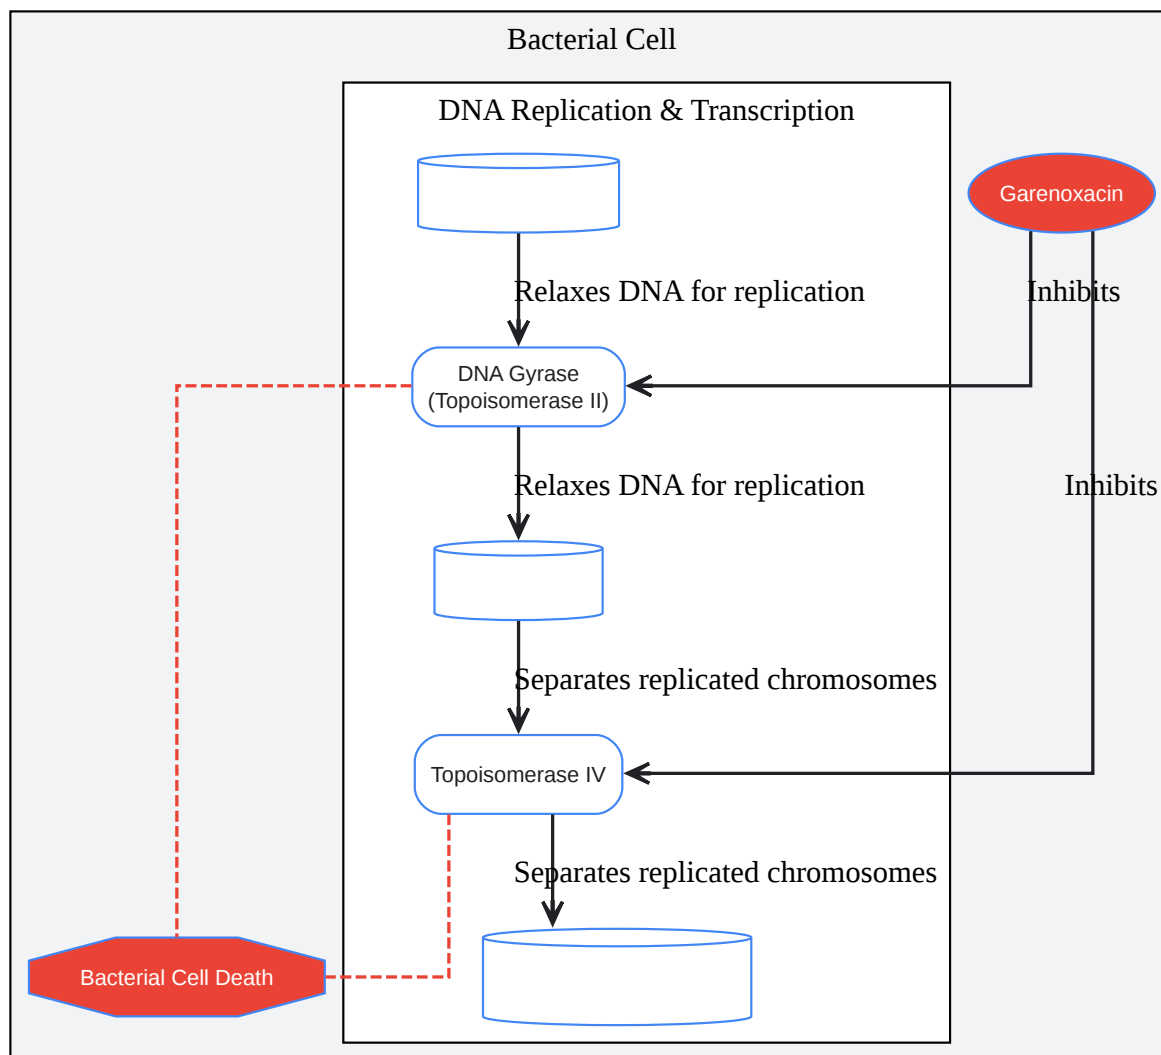 Bacterial Cell
DNA Replication & Transcription
Garenoxacin
Relaxes DNA for replication
Inhibits
DNA Gyrase
(Topoisomerase II)
Relaxes DNA for replication
Inhibits
Separates replicated chromosomes
Topoisomerase IV
Separates replicated chromosomes
Bacterial Cell Death